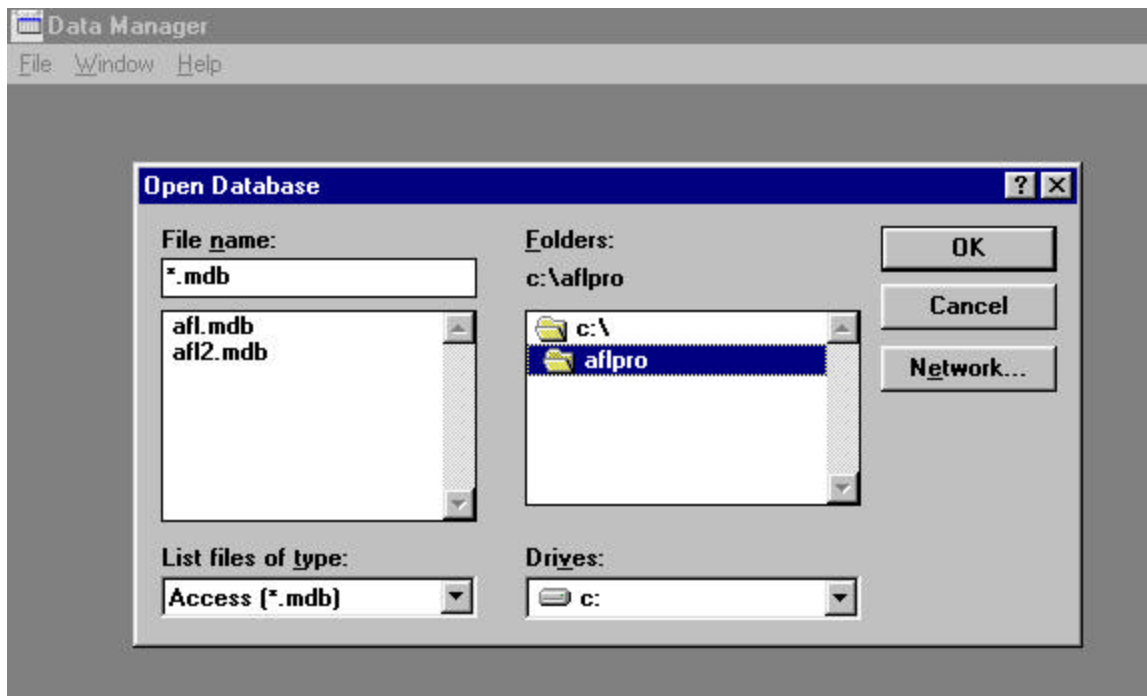 Data Manager
File Window Help
Open Database
File name:
*.mdb
afl.mdb
afl2.mdb
List files of type:
Access (*.mdb)
Folders:
c:\aflpro
c:\
aflpro
Drives:
c:
OK
Cancel
Network...